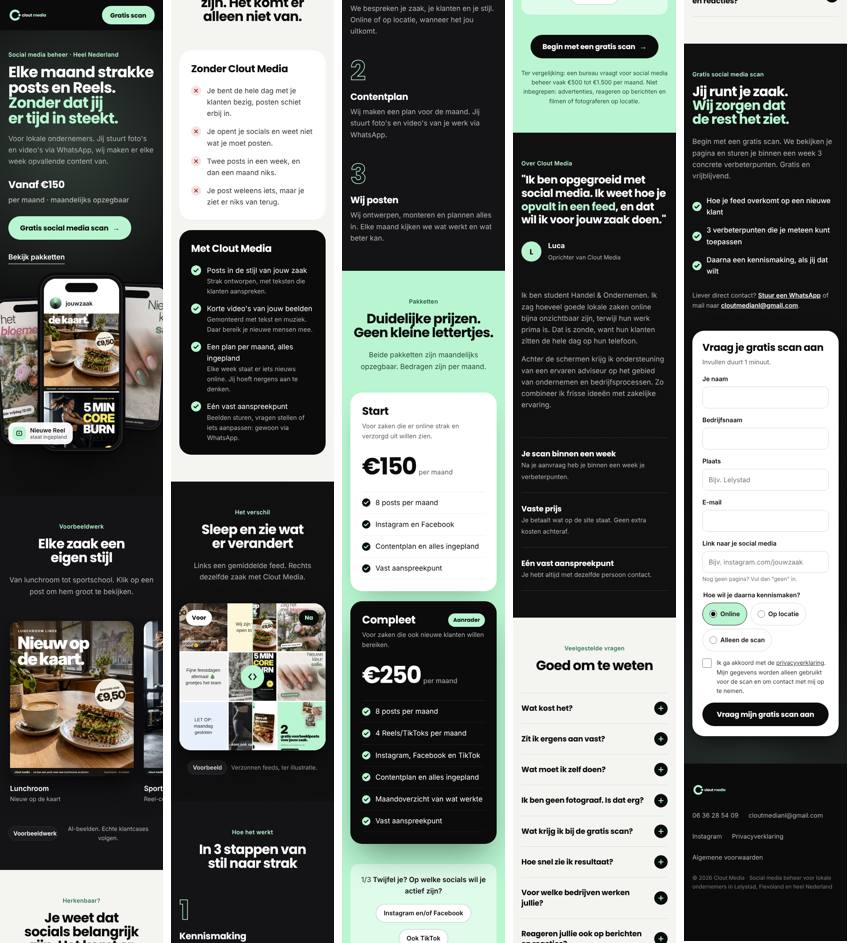 clout media
Gratis scan
Social media beheer · Heel Nederland
Elke maand strakke
posts en Reels.
Zonder dat jij
er tijd in steekt.
Voor lokale ondernemers. Jij stuurt foto's
en video's via WhatsApp, wij maken er elke
week opvallende content van.
Vanaf €150
per maand · maandelijks opzegbaar
Gratis social media scan →
Bekijk pakketten
jouwzaak
de kaart.
€9,50
5 MIN
CORE
BURN
Nieuwe Reel
staat ingepland
Voorbeeldwerk
Elke zaak een
eigen stijl
Van lunchroom tot sportschool. Klik op een
post om hem groot te bekijken.
LUNCHROOM LINDE
Nieuw op
de kaart.
€9,50
Lunchroom
Nieuw op de kaart
Sport
Reel-c
Voorbeeldwerk
AI-beelden. Echte klantcases
volgen.
Herkenbaar?
Je weet dat
socials belangrijk
zijn. Het komt er
alleen niet van.
Zonder Clout Media
Je bent de hele dag met je
klanten bezig, posten schiet
erbij in.
Je opent je socials en weet niet
wat je moet posten.
Twee posts in een week, en
dan een maand niks.
Je post weleens iets, maar je
ziet er niks van terug.
Met Clout Media
Posts in de stijl van jouw zaak
Strak ontworpen, met teksten die
klanten aanspreken.
Korte video's van jouw beelden
Gemonteerd met tekst en muziek.
Daar bereik je nieuwe mensen mee.
Een plan per maand, alles
ingepland
Elke week staat er iets nieuws
online. Jij hoeft nergens aan te
denken.
Eén vast aanspreekpunt
Beelden sturen, vragen stellen of
iets aanpassen: gewoon via
WhatsApp.
Het verschil
Sleep en zie wat
er verandert
Links een gemiddelde feed. Rechts
dezelfde zaak met Clout Media.
Voor
Na
Fijne feestdagen
allemaal
groetjes het team
LET OP:
maandag
gesloten
Voorbeeld
Verzonnen feeds, ter illustratie.
Hoe het werkt
In 3 stappen van
stil naar strak
1
Kennismaking
We bespreken je zaak, je klanten en je stijl.
Online of op locatie, wanneer het jou
uitkomt.
2
Contentplan
Wij maken een plan voor de maand. Jij
stuurt foto's en video's van je werk via
WhatsApp.
3
Wij posten
Wij ontwerpen, monteren en plannen alles
in. Elke maand kijken we wat werkt en wat
beter kan.
Pakketten
Duidelijke prijzen.
Geen kleine lettertjes.
Beide pakketten zijn maandelijks
opzegbaar. Bedragen zijn per maand.
Start
Voor zaken die er online strak en
verzorgd uit willen zien.
€150 per maand
8 posts per maand
Instagram en Facebook
Contentplan en alles ingepland
Vast aanspreekpunt
Compleet
Aanrader
Voor zaken die ook nieuwe klanten willen
bereiken.
€250 per maand
8 posts per maand
4 Reels/TikToks per maand
Instagram, Facebook en TikTok
Contentplan en alles ingepland
Maandoverzicht van wat werkte
Vast aanspreekpunt
1/3 Twijfel je? Op welke socials wil je
actief zijn?
Instagram en/of Facebook
Ook TikTok
Begin met een gratis scan →
Ter vergelijking: een bureau vraagt voor social media
beheer vaak €500 tot €1.500 per maand. Niet
inbegrepen: advertenties, reageren op berichten en
filmen of fotograferen op locatie.
Over Clout Media
"Ik ben opgegroeid met
social media. Ik weet hoe je
opvalt in een feed, en dat
wil ik voor jouw zaak doen."
L
Luca
Oprichter van Clout Media
Ik ben student Handel & Ondernemen. Ik
zag hoeveel goede lokale zaken online
bijna onzichtbaar zijn, terwijl hun werk
prima is. Dat is zonde, want hun klanten
zitten de hele dag op hun telefoon.
Achter de schermen krijg ik ondersteuning
van een ervaren adviseur op het gebied
van ondernemen en bedrijfsprocessen. Zo
combineer ik frisse ideeën met zakelijke
ervaring.
Je scan binnen een week
Na je aanvraag heb je binnen een week je
verbeterpunten.
Vaste prijs
Je betaalt wat op de site staat. Geen extra
kosten achteraf.
Eén vast aanspreekpunt
Je hebt altijd met dezelfde persoon contact.
Veelgestelde vragen
Goed om te weten
Wat kost het?
Zit ik ergens aan vast?
Wat moet ik zelf doen?
Ik ben geen fotograaf. Is dat erg?
Wat krijg ik bij de gratis scan?
Hoe snel zie ik resultaat?
Voor welke bedrijven werken
jullie?
Reageren jullie ook op berichten
en reacties?
Gratis social media scan
Jij runt je zaak.
Wij zorgen dat
de rest het ziet.
Begin met een gratis scan. We bekijken je
pagina en sturen je binnen een week 3
concrete verbeterpunten. Gratis en
vrijblijvend.
Hoe je feed overkomt op een nieuwe
klant
3 verbeterpunten die je meteen kunt
toepassen
Daarna een kennismaking, als jij dat
wilt
Liever direct contact? Stuur een WhatsApp of
mail naar cloutmedianl@gmail.com.
Vraag je gratis scan aan
Invullen duurt 1 minuut.
Je naam
Bedrijfsnaam
Plaats
Bijv. Lelystad
E-mail
Link naar je social media
Bijv. instagram.com/jouwzaak
Nog geen pagina? Vul dan "geen" in.
Hoe wil je daarna kennismaken?
Online
Op locatie
Alleen de scan
Ik ga akkoord met de privacyverklaring.
Mijn gegevens worden alleen gebruikt
voor de scan en om contact met mij op
te nemen.
Vraag mijn gratis scan aan
clout media
06 36 28 54 09 cloutmedianl@gmail.com
Instagram Privacyverklaring
Algemene voorwaarden
© 2026 Clout Media · Social media beheer voor lokale
ondernemers in Lelystad, Flevoland en heel Nederland